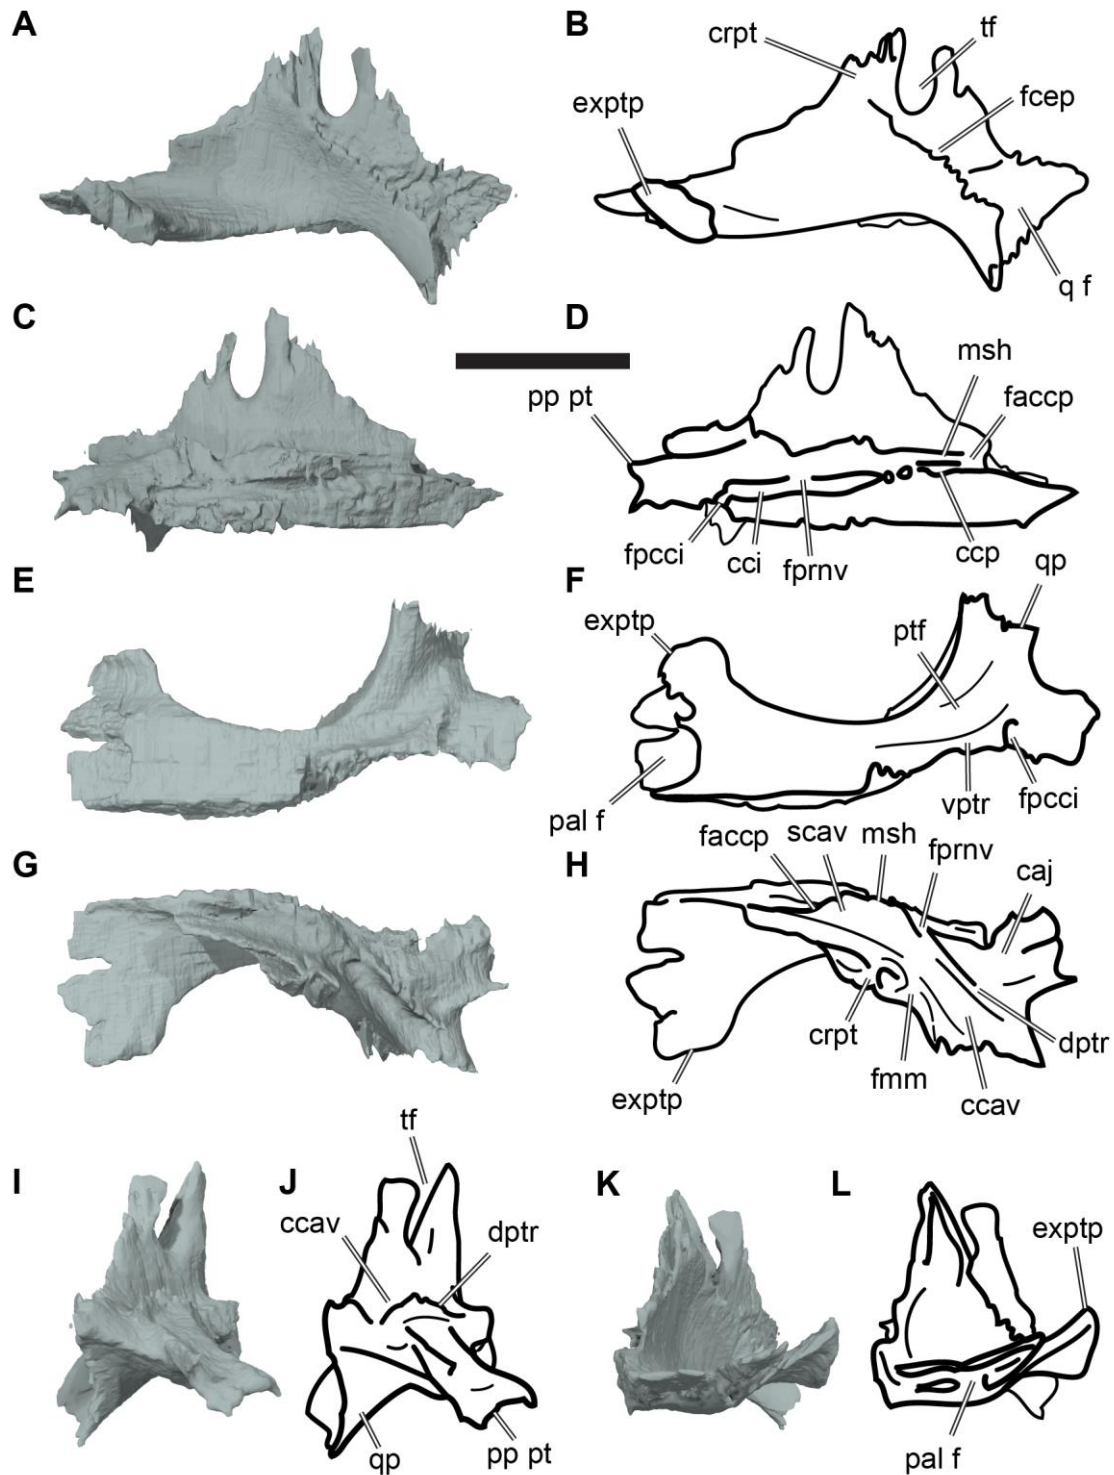 A
B
crpt
tf
exptp
fcep
q f
C
D
msh
pp pt
faccp
fpcci
cci
fprnv
ccp
E
F
qp
exptp
ptf
pal f
vptr
fpcci
G
H
faccp
scav
msh
fprnv
caj
crpt
dptr
fmm
exptp
ccav
I
J
tf
K
L
ccav
dptr
exptp
qp
pp pt
pal f